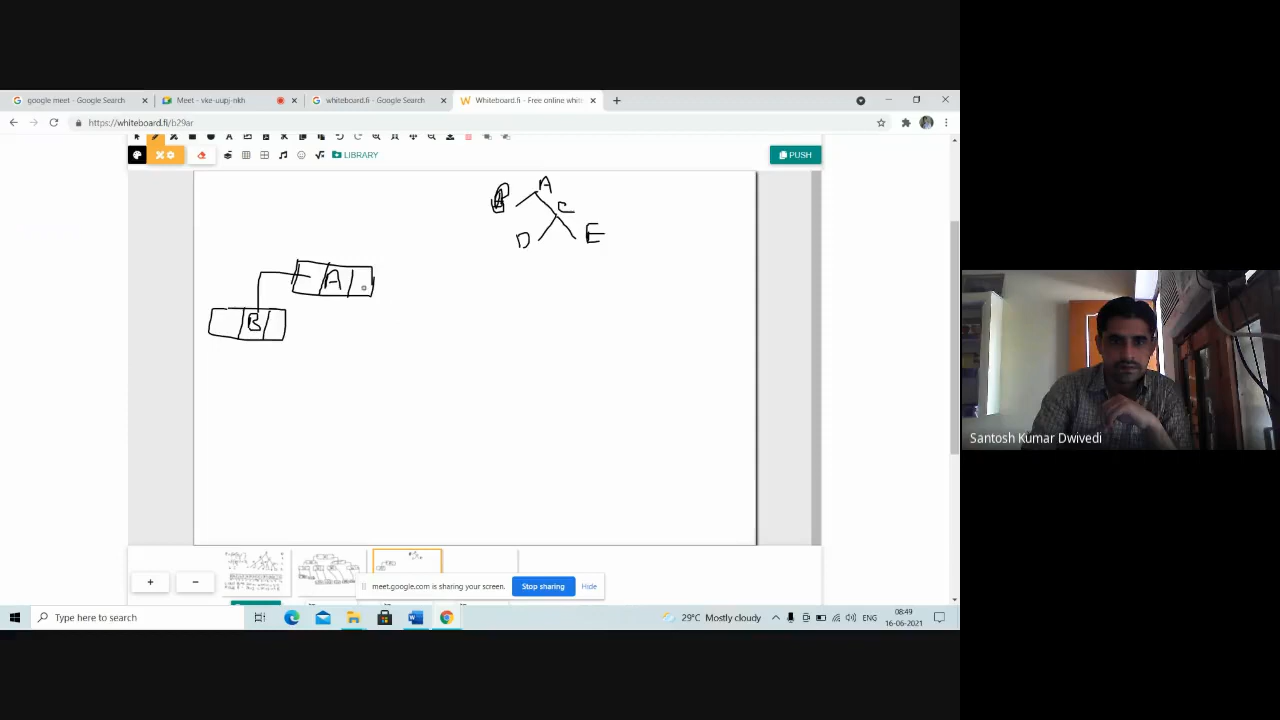 google meet - Google Search
Meet - vke-uupj-nkh
whiteboard.fi - Google Search
Whiteboard.fi - Free online whit
https://whiteboard.fi/b29ar
LIBRARY
PUSH
A
C
D
E
A
B
Santosh Kumar Dwivedi
meet.google.com is sharing your screen.
Stop sharing
Hide
Type here to search
29°C Mostly cloudy
ENG
08:49
16-06-2021